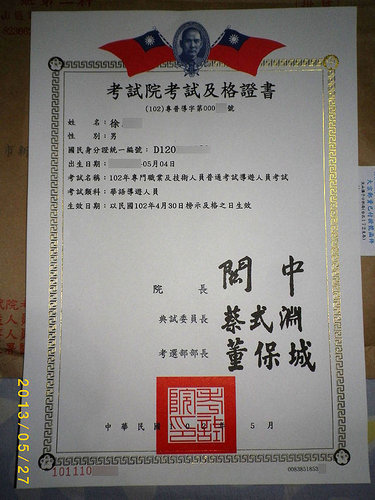 考試院考試及格證書
(102)專普導字第000 號
姓 名：徐
性 別：男
國民身分證統一編號：D120
出生日期： -05月04日
考試名稱：102年專門職業及技術人員普通考試導遊人員考試
考試類科：華語導遊人員
生效日期：以民國102年4月30日榜示及格之日生效
院 長 關 中
典試委員長 蔡式淵
考選部部長 董保城
中 華 民 國 102 年 5 月
101110
0083851853
2013/05/27